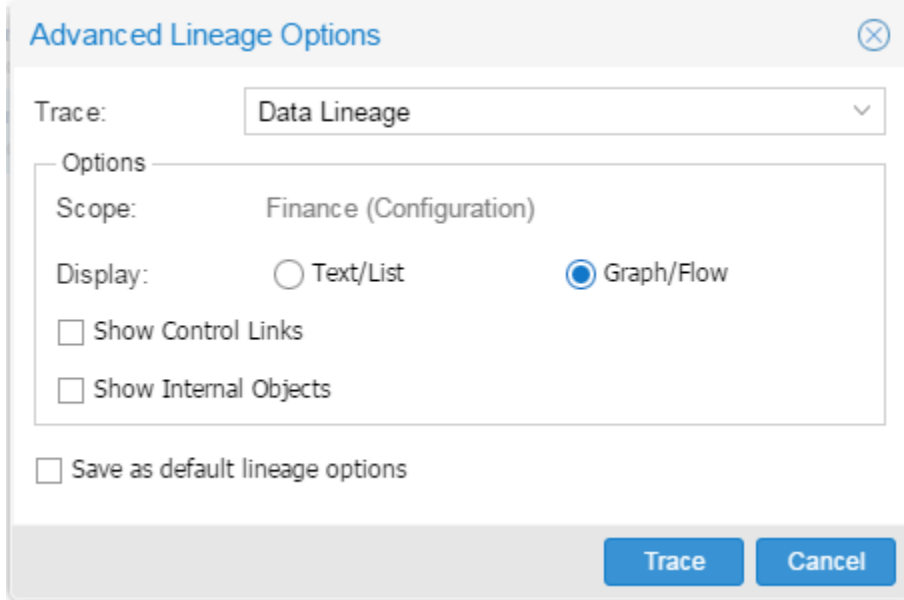 Advanced Lineage Options
Trace: Data Lineage
Options
Scope: Finance (Configuration)
Display: Text/List Graph/Flow
Show Control Links
Show Internal Objects
Save as default lineage options
Trace Cancel